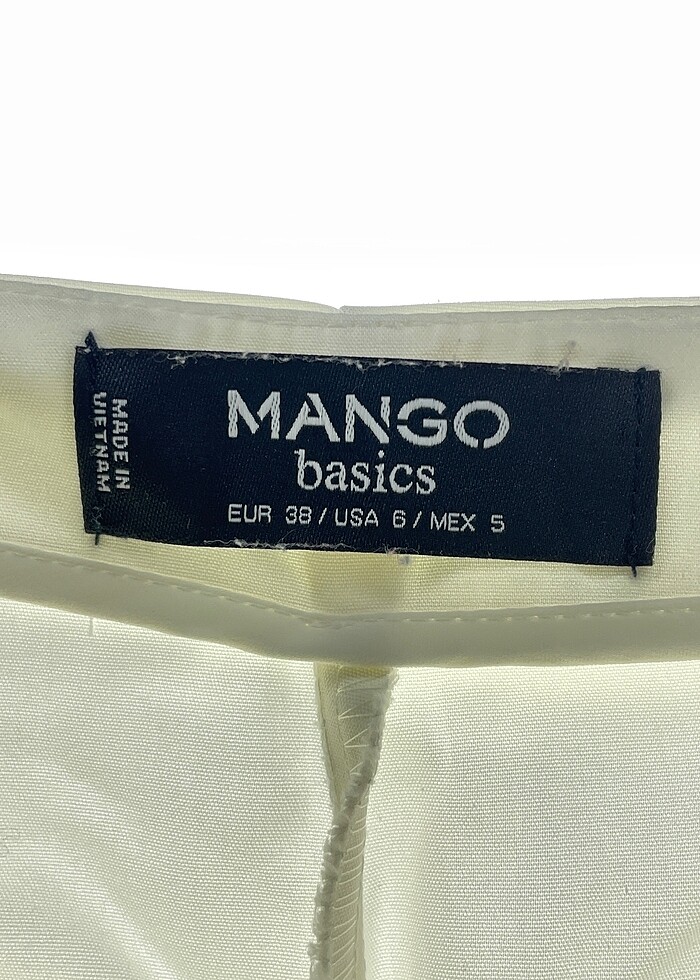 MANGO
basics
EUR 38 / USA 6 / MEX 5
MADE IN
VIETNAM